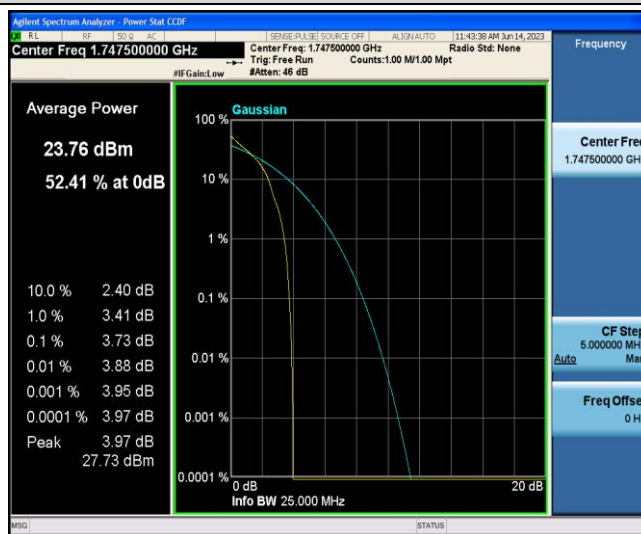 Agilent Spectrum Analyzer - Power Stat CCDF
RL RF 50 Ω AC SENSE:PULSE SOURCE OFF ALIGN AUTO 11:43:38 AM Jun 14, 2023
Center Freq 1.747500000 GHz
Center Freq: 1.747500000 GHz Radio Std: None
Trig: Free Run Counts:1.00 M/1.00 Mpt
#IFGain:Low #Atten: 46 dB
Frequency
Average Power
23.76 dBm
52.41 % at 0dB
10.0 % 2.40 dB
1.0 % 3.41 dB
0.1 % 3.73 dB
0.01 % 3.88 dB
0.001 % 3.95 dB
0.0001 % 3.97 dB
Peak 3.97 dB
27.73 dBm
Gaussian
100 %
10 %
1 %
0.1 %
0.01 %
0.001 %
0.0001 %
0 dB 20 dB
Info BW 25.000 MHz
Center Fre
1.747500000 GH
CF Step
5.000000 MH
Auto Ma
Freq Offse
0 H
MSG STATUS